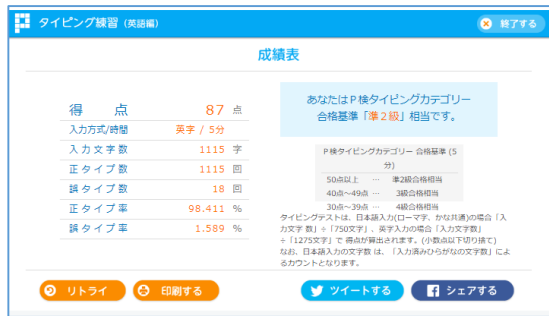 タイピング練習 (英語編)
終了する
成績表
得 点 87 点
入力方式/時間 英字 / 5分
入力文字数 1115 字
正タイプ数 1115 回
誤タイプ数 18 回
正タイプ率 98.411 %
誤タイプ率 1.589 %
あなたはP検タイピングカテゴリー
合格基準「準2級」相当です。
P検タイピングカテゴリー 合格基準 (5
分)
50点以上 … 準2級合格相当
40点～49点 … 3級合格相当
30点～39点 … 4級合格相当
タイピングテストは、日本語入力(ローマ字、かな共通)の場合「入
力文字 数」÷「750文字」、英字入力の場合「入力文字数」
÷「1275文字」で 得点が算出されます。(小数点以下切り捨て)
なお、日本語入力の文字数 は、「入力済みひらがなの文字数」によ
るカウントとなります。
リトライ
印刷する
ツイートする
シェアする